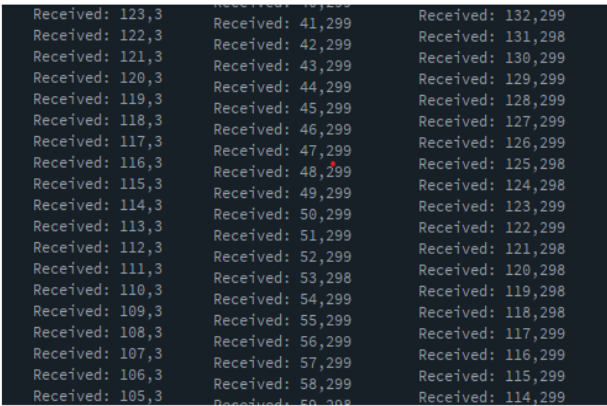 Received: 123,3
Received: 122,3
Received: 121,3
Received: 120,3
Received: 119,3
Received: 118,3
Received: 117,3
Received: 116,3
Received: 115,3
Received: 114,3
Received: 113,3
Received: 112,3
Received: 111,3
Received: 110,3
Received: 109,3
Received: 108,3
Received: 107,3
Received: 106,3
Received: 105,3
Received: 41,299
Received: 42,299
Received: 43,299
Received: 44,299
Received: 45,299
Received: 46,299
Received: 47,299
Received: 48,299
Received: 49,299
Received: 50,299
Received: 51,299
Received: 52,299
Received: 53,298
Received: 54,299
Received: 55,299
Received: 56,299
Received: 57,299
Received: 58,299
Received: 59,298
Received: 132,299
Received: 131,298
Received: 130,299
Received: 129,299
Received: 128,299
Received: 127,299
Received: 126,299
Received: 125,298
Received: 124,298
Received: 123,299
Received: 122,299
Received: 121,298
Received: 120,298
Received: 119,298
Received: 118,298
Received: 117,299
Received: 116,299
Received: 115,299
Received: 114,299